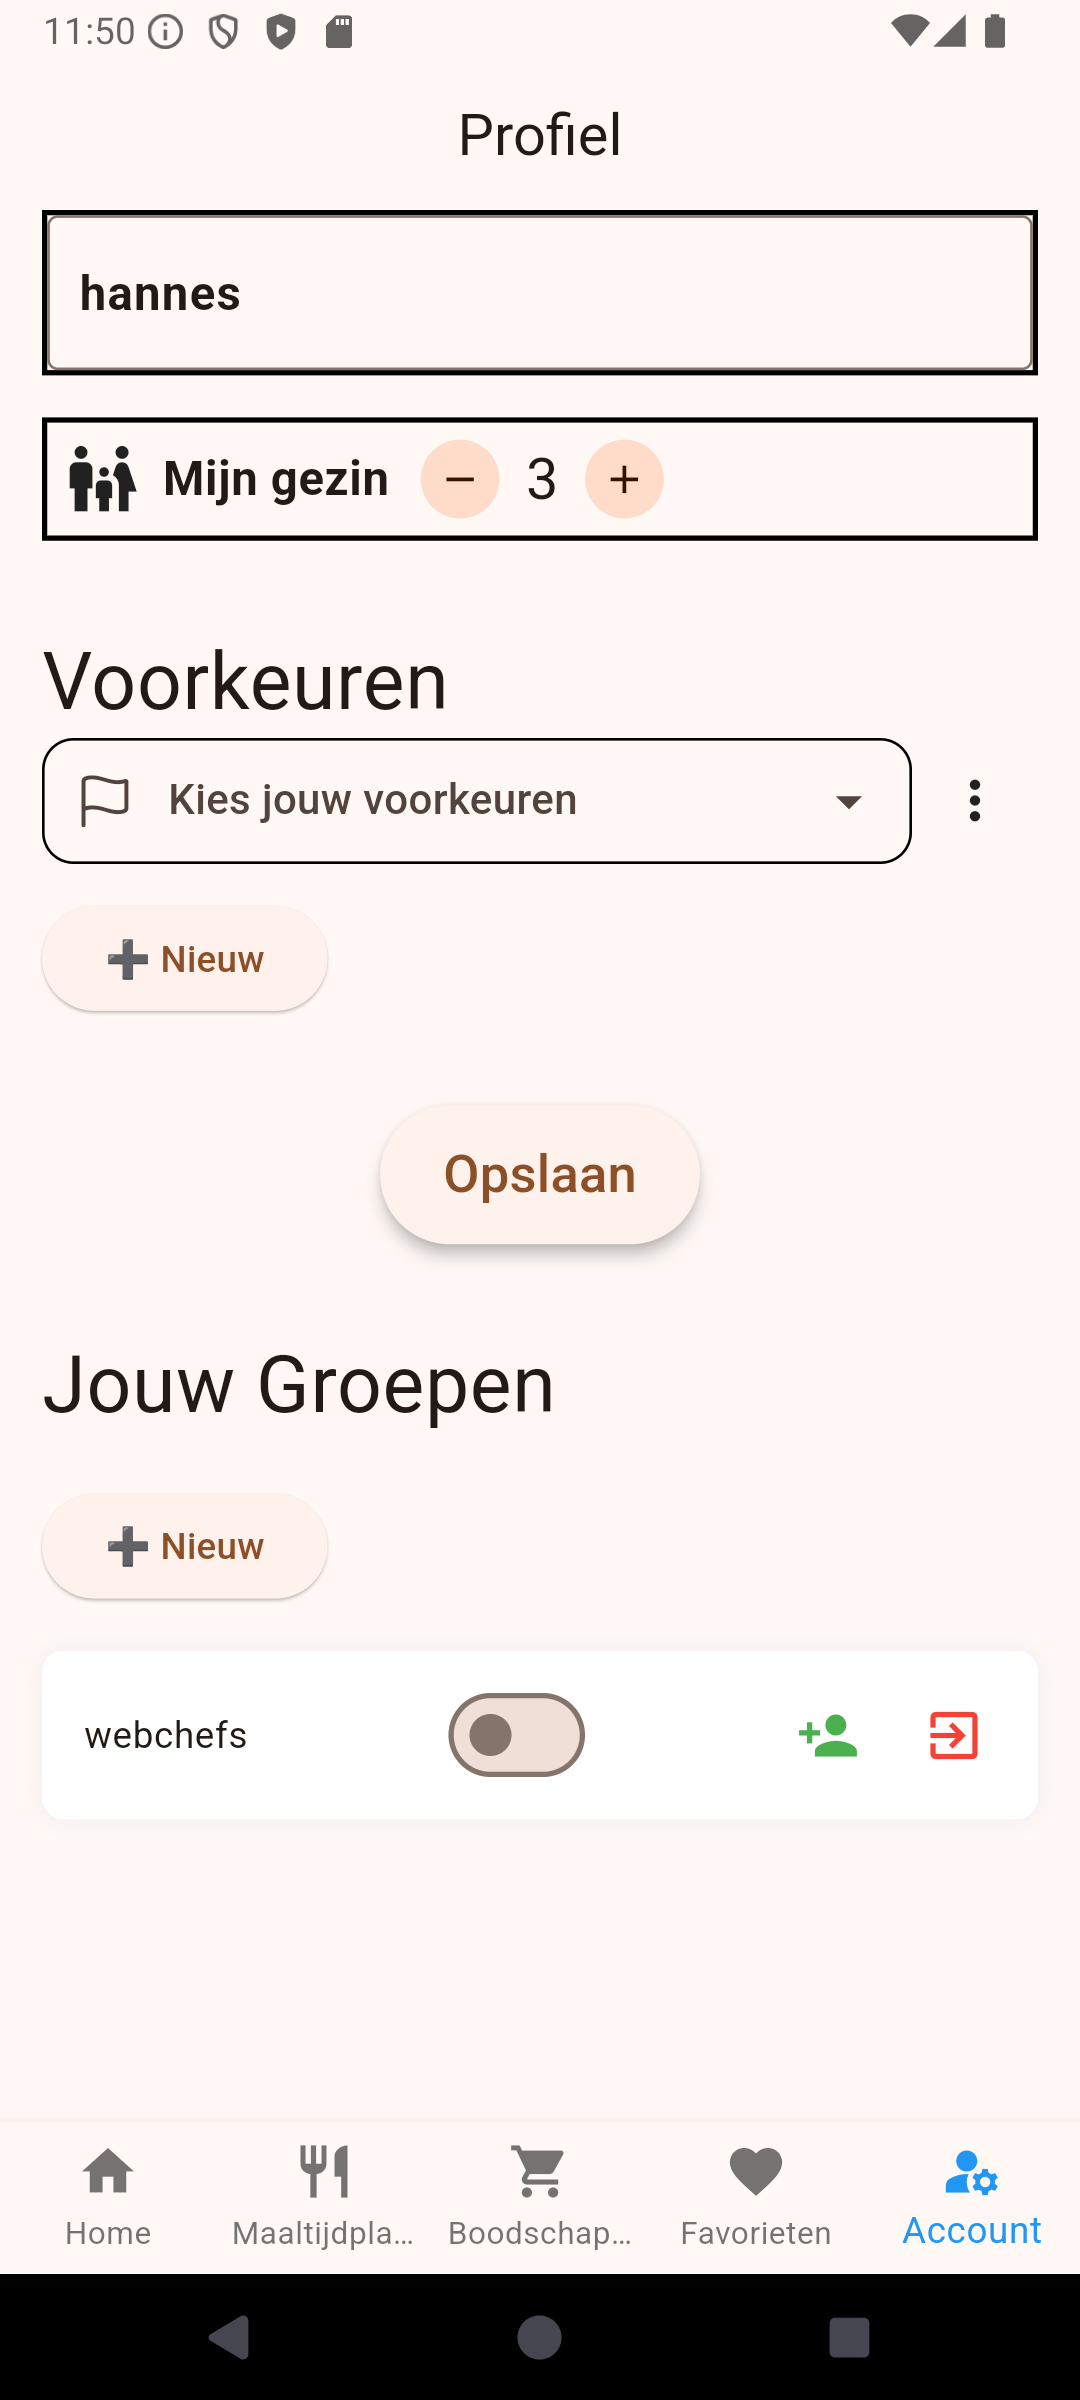 11:50
Profiel
hannes
Mijn gezin 3
Voorkeuren
Kies jouw voorkeuren
Nieuw
Opslaan
Jouw Groepen
Nieuw
webchefs
Home Maaltijdpla... Boodschap... Favorieten Account